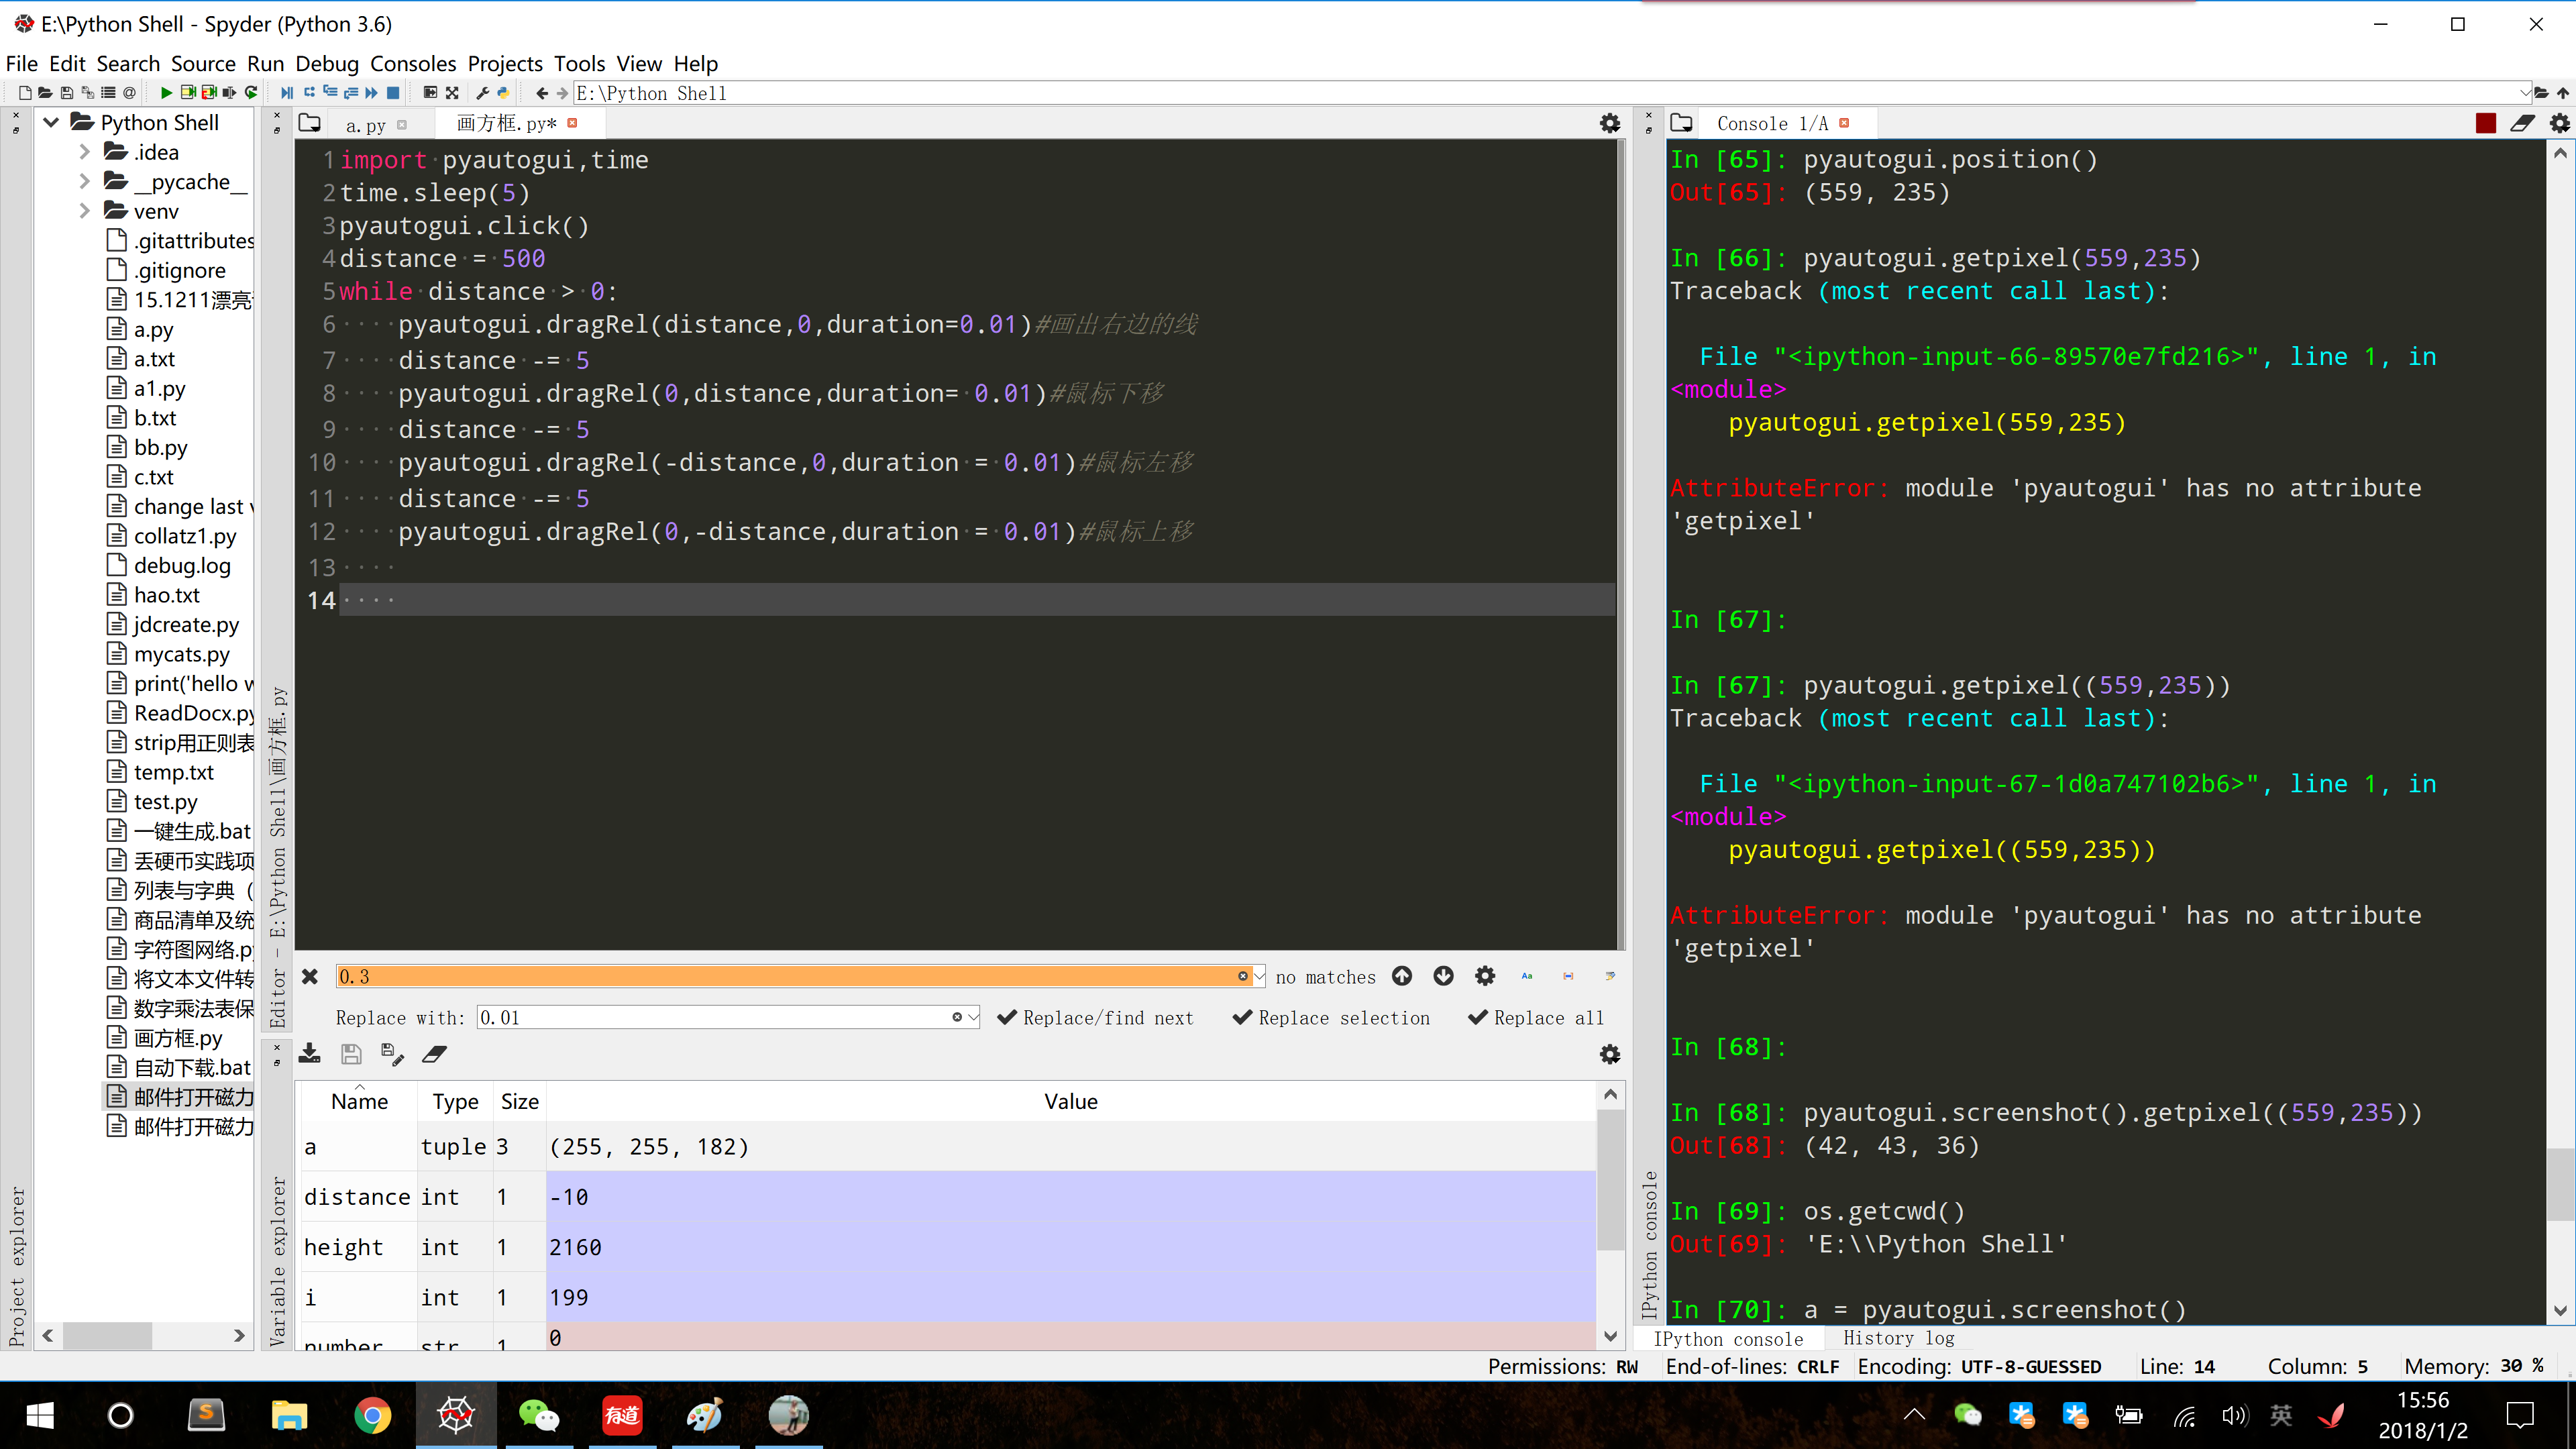 E:\Python Shell - Spyder (Python 3.6)
File Edit Search Source Run Debug Consoles Projects Tools View Help
E:\Python Shell
Python Shell
.idea
__pycache__
venv
.gitattributes
.gitignore
15.1211漂亮
a.py
a.txt
a1.py
b.txt
bb.py
c.txt
change last
collatz1.py
debug.log
hao.txt
jdcreate.py
mycats.py
print('hello w
ReadDocx.py
strip用正则表
temp.txt
test.py
一键生成.bat
丢硬币实践项
列表与字典（
商品清单及统
字符图网络.py
将文本文件转
数字乘法表保
画方框.py
自动下载.bat
邮件打开磁力
邮件打开磁力
Project explorer
a.py
画方框.py*
1 import pyautogui,time
2 time.sleep(5)
3 pyautogui.click()
4 distance = 500
5 while distance > 0:
6 ····pyautogui.dragRel(distance,0,duration=0.01)#画出右边的线
7 ····distance -= 5
8 ····pyautogui.dragRel(0,distance,duration= 0.01)#鼠标下移
9 ····distance -= 5
10 ····pyautogui.dragRel(-distance,0,duration = 0.01)#鼠标左移
11 ····distance -= 5
12 ····pyautogui.dragRel(0,-distance,duration = 0.01)#鼠标上移
13 ····
14 ····
Editor - E:\Python Shell\画方框.py
0.3
no matches
Aa
Replace with: 0.01
Replace/find next
Replace selection
Replace all
Variable explorer
Name Type Size Value
a tuple 3 (255, 255, 182)
distance int 1 -10
height int 1 2160
i int 1 199
number str 1 0
Console 1/A
In [65]: pyautogui.position()
Out[65]: (559, 235)
In [66]: pyautogui.getpixel(559,235)
Traceback (most recent call last):
File "<ipython-input-66-89570e7fd216>", line 1, in
<module>
pyautogui.getpixel(559,235)
AttributeError: module 'pyautogui' has no attribute
'getpixel'
In [67]:
In [67]: pyautogui.getpixel((559,235))
Traceback (most recent call last):
File "<ipython-input-67-1d0a747102b6>", line 1, in
<module>
pyautogui.getpixel((559,235))
AttributeError: module 'pyautogui' has no attribute
'getpixel'
In [68]:
In [68]: pyautogui.screenshot().getpixel((559,235))
Out[68]: (42, 43, 36)
In [69]: os.getcwd()
Out[69]: 'E:\\Python Shell'
In [70]: a = pyautogui.screenshot()
IPython console
IPython console
History log
Permissions: RW End-of-lines: CRLF Encoding: UTF-8-GUESSED Line: 14 Column: 5 Memory: 30 %
有道
英
15:56
2018/1/2